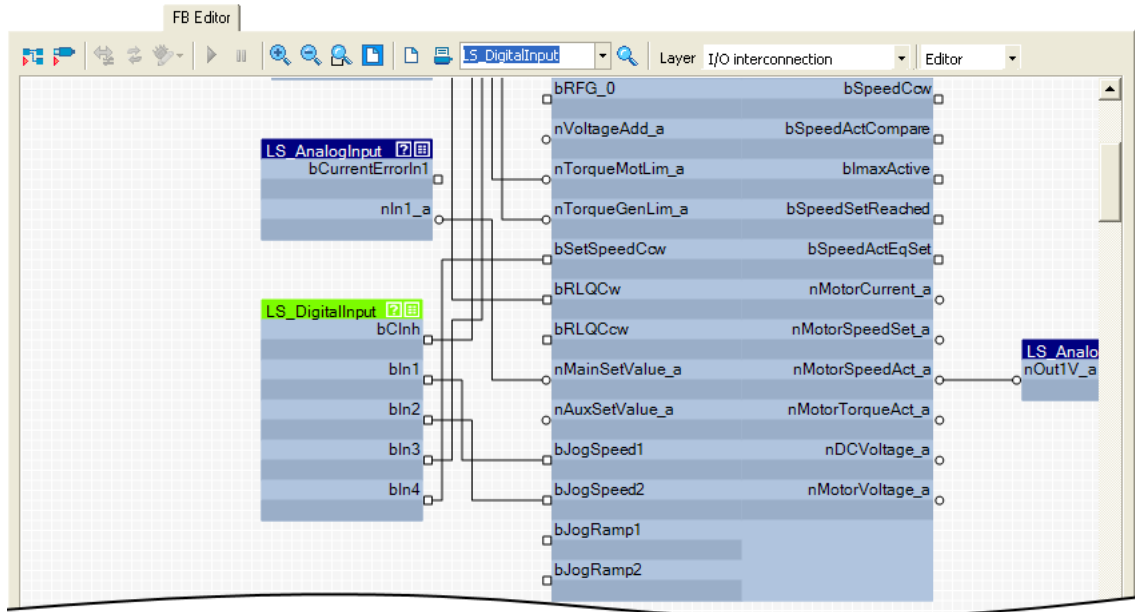 FB Editor
LS_DigitalInput
Layer I/O interconnection Editor
LS_AnalogInput
bCurrentErrorIn1
nIn1_a
LS_DigitalInput
bCInh
bIn1
bIn2
bIn3
bIn4
bRFG_0
nVoltageAdd_a
nTorqueMotLim_a
nTorqueGenLim_a
bSetSpeedCcw
bRLQCw
bRLQCcw
nMainSetValue_a
nAuxSetValue_a
bJogSpeed1
bJogSpeed2
bJogRamp1
bJogRamp2
bSpeedCcw
bSpeedActCompare
bImaxActive
bSpeedSetReached
bSpeedActEqSet
nMotorCurrent_a
nMotorSpeedSet_a
nMotorSpeedAct_a
nMotorTorqueAct_a
nDCVoltage_a
nMotorVoltage_a
LS_Analo
nOut1V_a